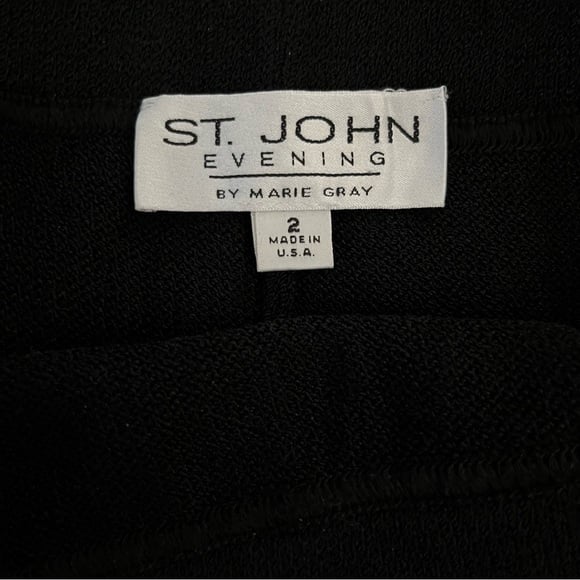 ST. JOHN
EVENING
BY MARIE GRAY
2
MADE IN
U.S.A.